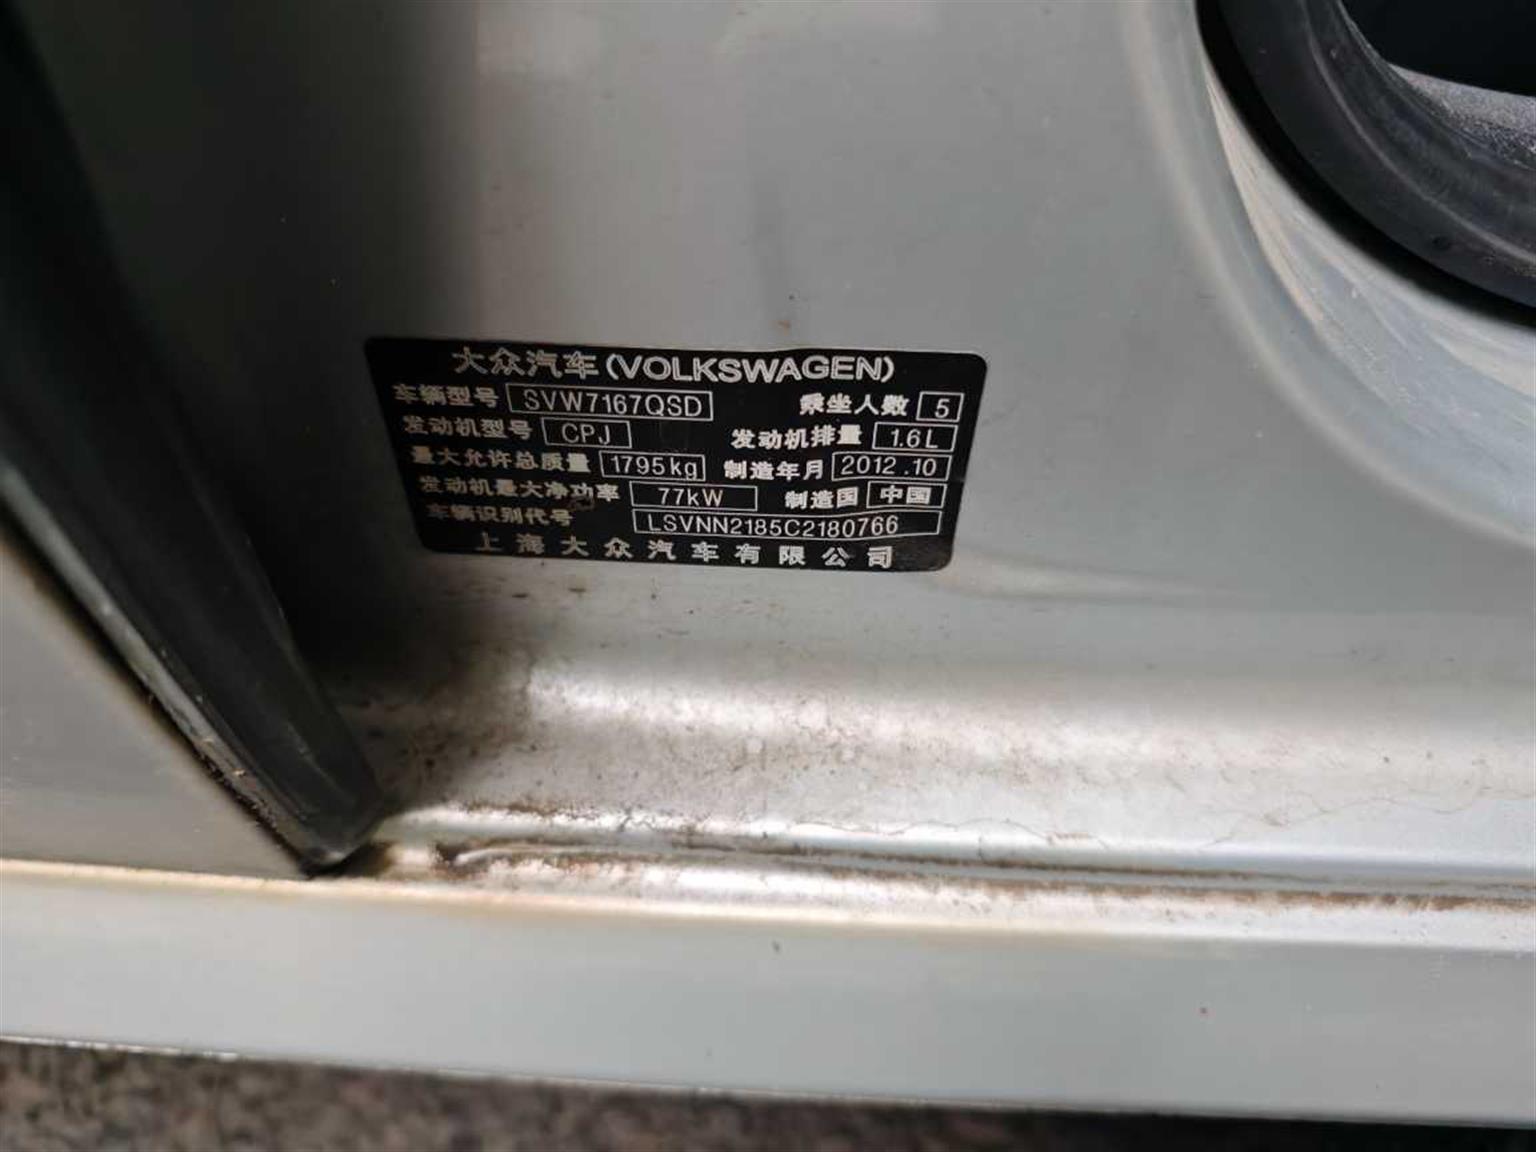 大众汽车(VOLKSWAGEN)
车辆型号 SVW7167QSD 乘坐人数 5
发动机型号 CPJ 发动机排量 1.6L
最大允许总质量 1795kg 制造年月 2012.10
发动机最大净功率 77kW 制造国 中国
车辆识别代号 LSVNN2185C2180766
上海大众汽车有限公司